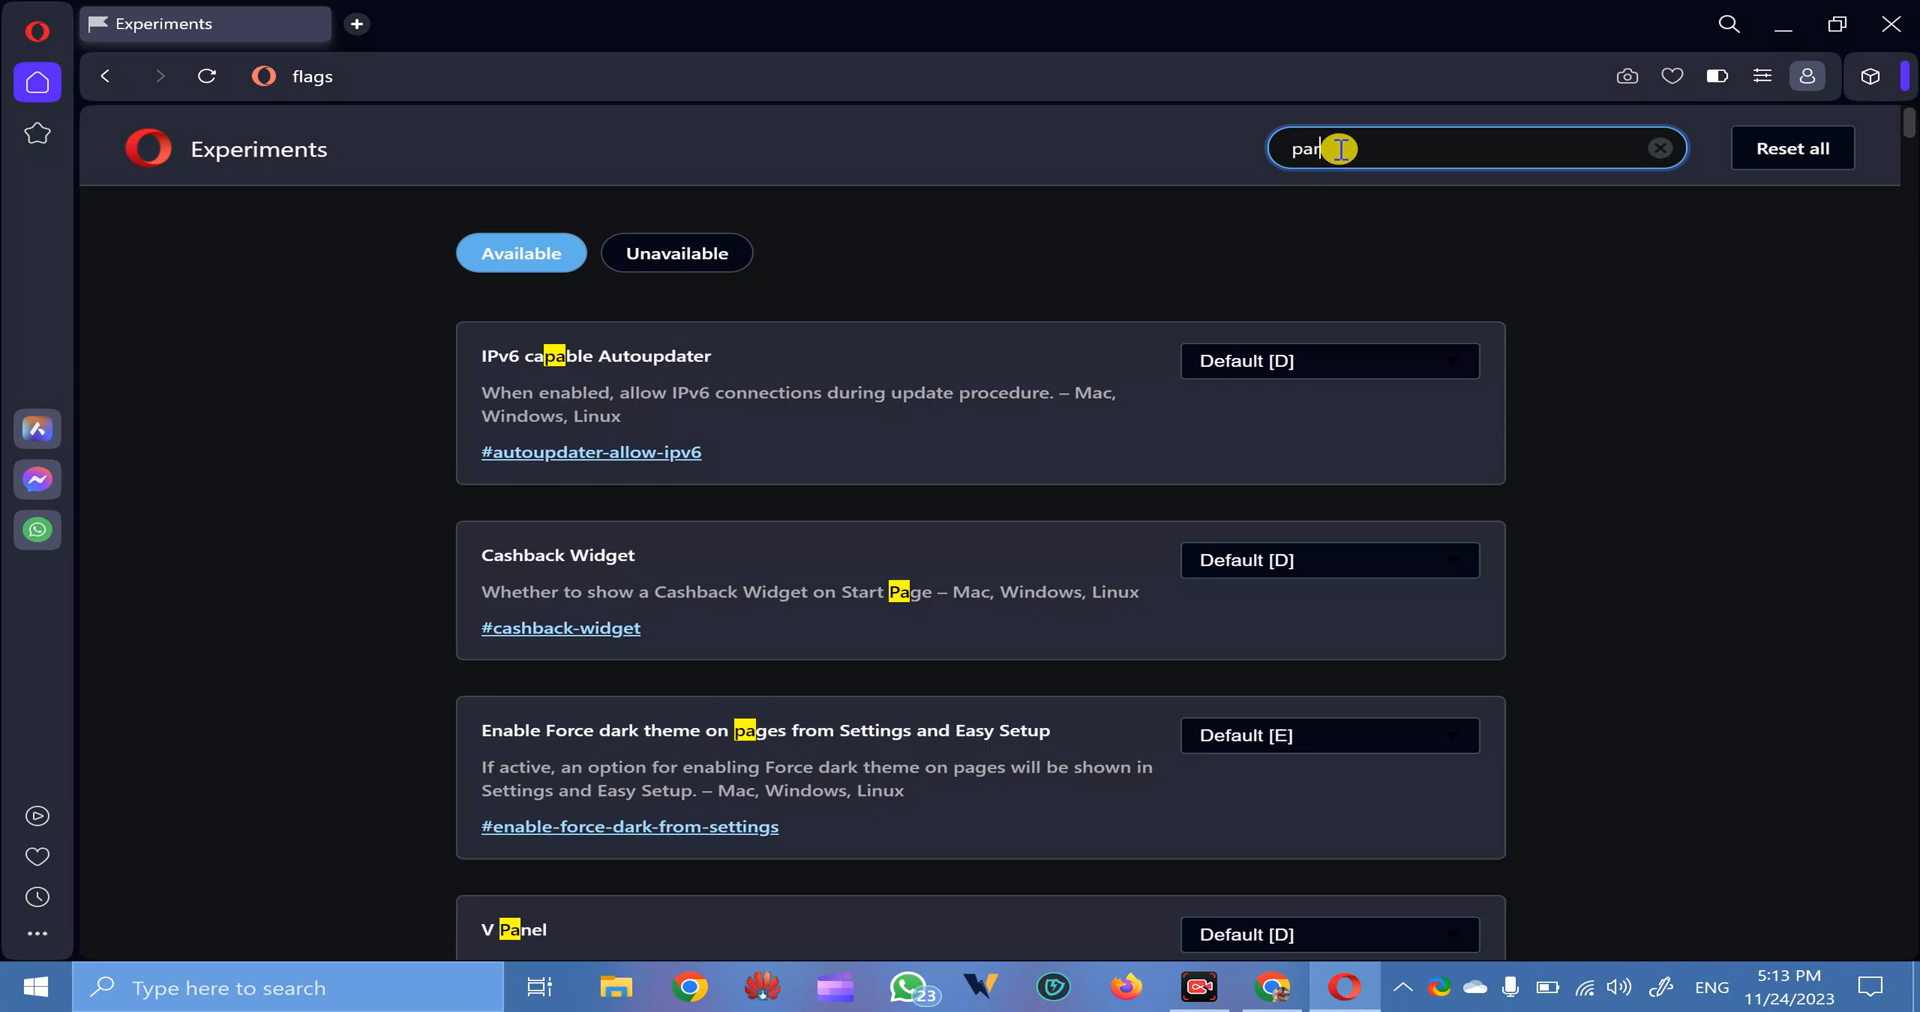 Experiments
flags
Experiments
par
Reset all
Available
Unavailable
IPv6 capable Autoupdater
Default [D]
When enabled, allow IPv6 connections during update procedure. – Mac,
Windows, Linux
#autoupdater-allow-ipv6
Cashback Widget
Default [D]
Whether to show a Cashback Widget on Start Page – Mac, Windows, Linux
#cashback-widget
Enable Force dark theme on pages from Settings and Easy Setup
Default [E]
If active, an option for enabling Force dark theme on pages will be shown in
Settings and Easy Setup. – Mac, Windows, Linux
#enable-force-dark-from-settings
V Panel
Default [D]
Type here to search
23
ENG
5:13 PM
11/24/2023